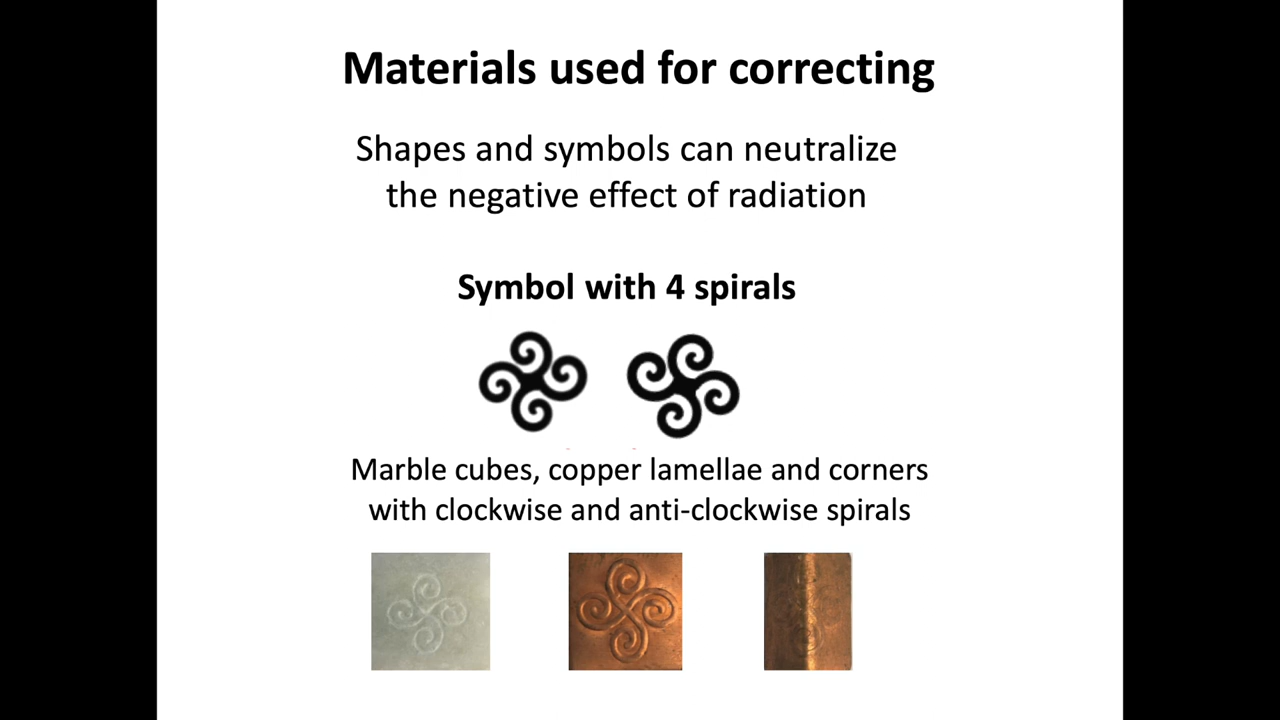 Materials used for correcting
Shapes and symbols can neutralize
the negative effect of radiation
Symbol with 4 spirals
Marble cubes, copper lamellae and corners
with clockwise and anti-clockwise spirals